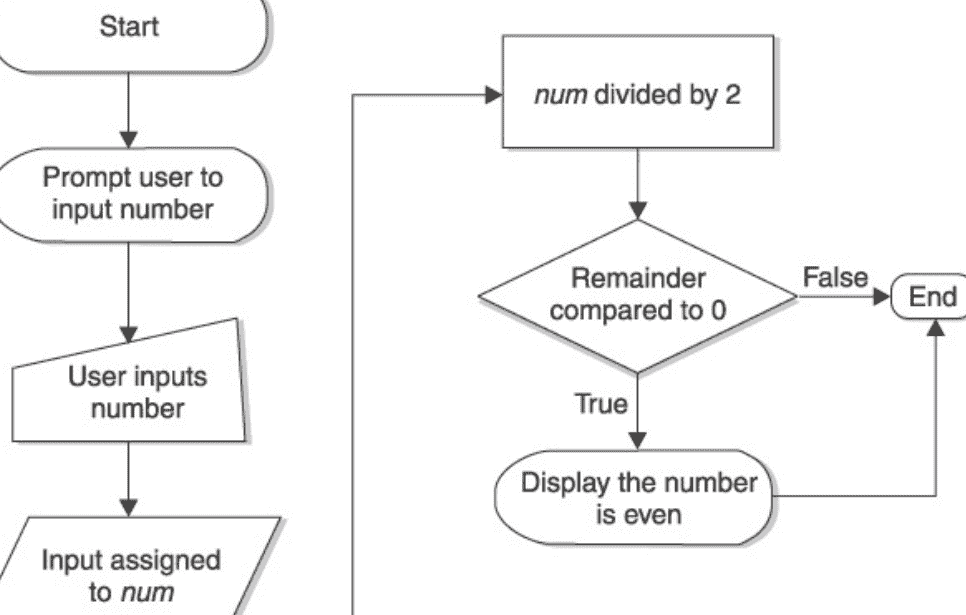 Start
Prompt user to
input number
User inputs
number
Input assigned
to num
num divided by 2
Remainder
compared to 0
False
End
True
Display the number
is even